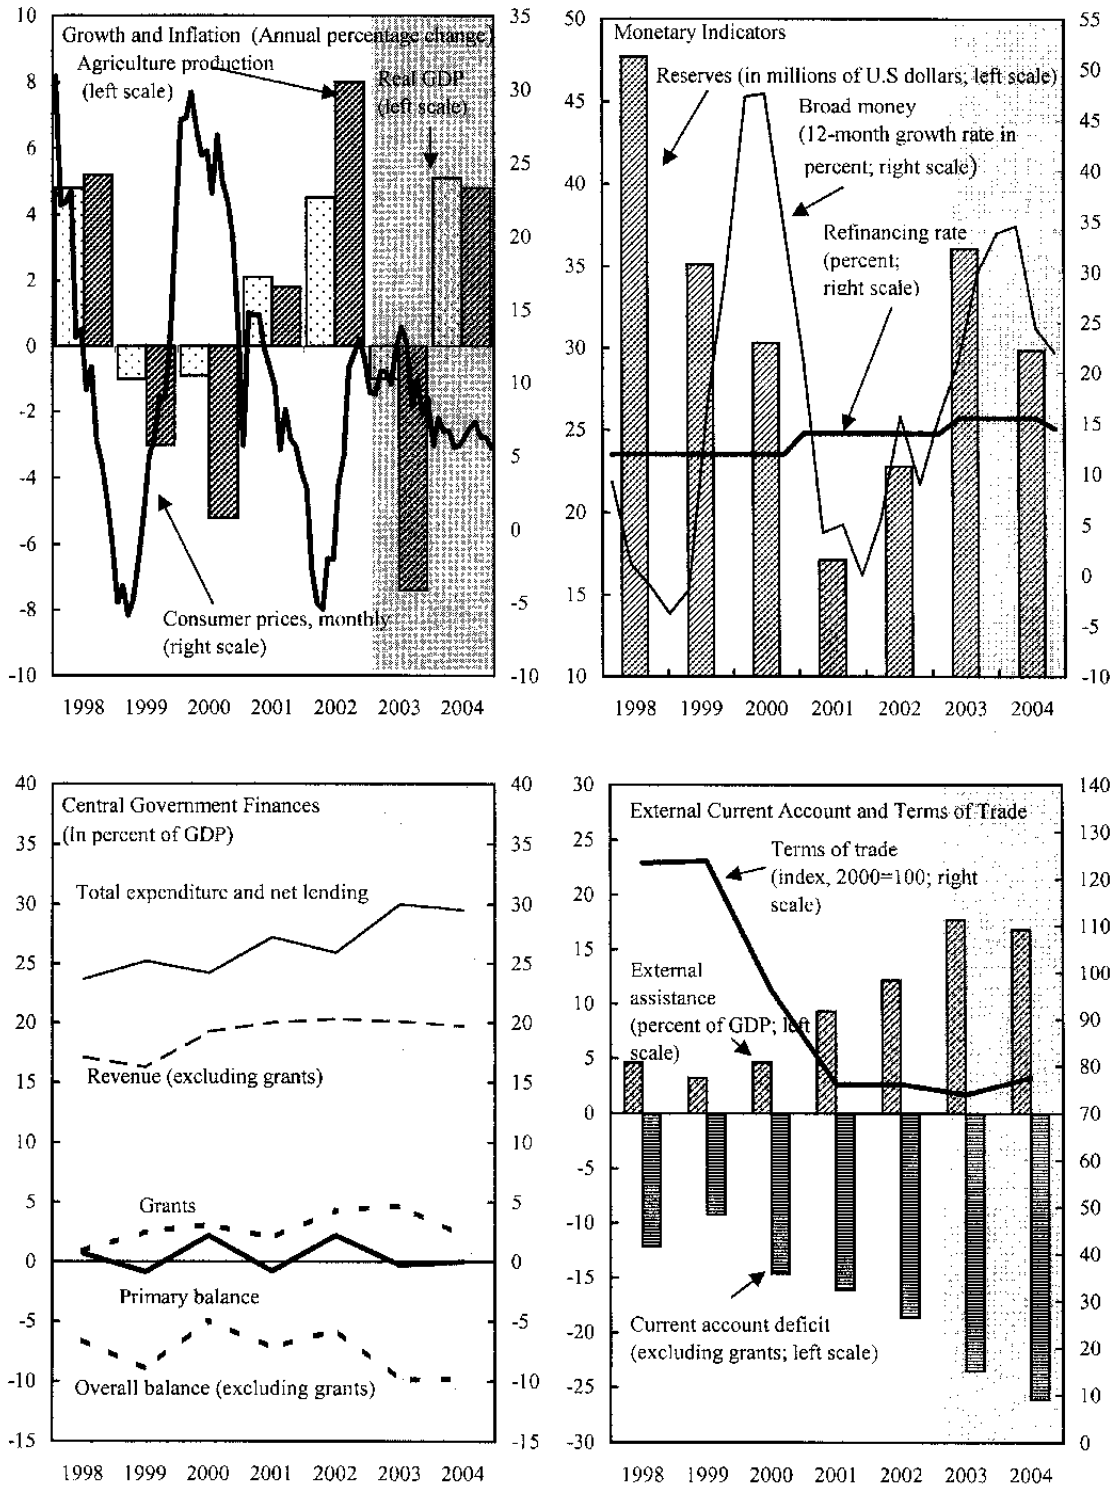 Growth and Inflation (Annual percentage change)
Agriculture production
(left scale)
Real GDP
(left scale)
Consumer prices, monthly
(right scale)
10
8
6
4
2
0
-2
-4
-6
-8
-10
35
30
25
20
15
10
5
0
-5
-10
1998 1999 2000 2001 2002 2003 2004
Monetary Indicators
Reserves (in millions of U.S dollars; left scale)
Broad money
(12-month growth rate in
percent; right scale)
Refinancing rate
(percent;
right scale)
50
45
40
35
30
25
20
15
10
55
50
45
40
35
30
25
20
15
10
5
0
-5
-10
1998 1999 2000 2001 2002 2003 2004
Central Government Finances
(In percent of GDP)
Total expenditure and net lending
Revenue (excluding grants)
Grants
Primary balance
Overall balance (excluding grants)
40
35
30
25
20
15
10
5
0
-5
-10
-15
40
35
30
25
20
15
10
5
0
-5
-10
-15
1998 1999 2000 2001 2002 2003 2004
External Current Account and Terms of Trade
Terms of trade
(index, 2000=100; right
scale)
External
assistance
(percent of GDP; left
scale)
Current account deficit
(excluding grants; left scale)
30
25
20
15
10
5
0
-5
-10
-15
-20
-25
-30
140
130
120
110
100
90
80
70
60
50
40
30
20
10
0
1998 1999 2000 2001 2002 2003 2004